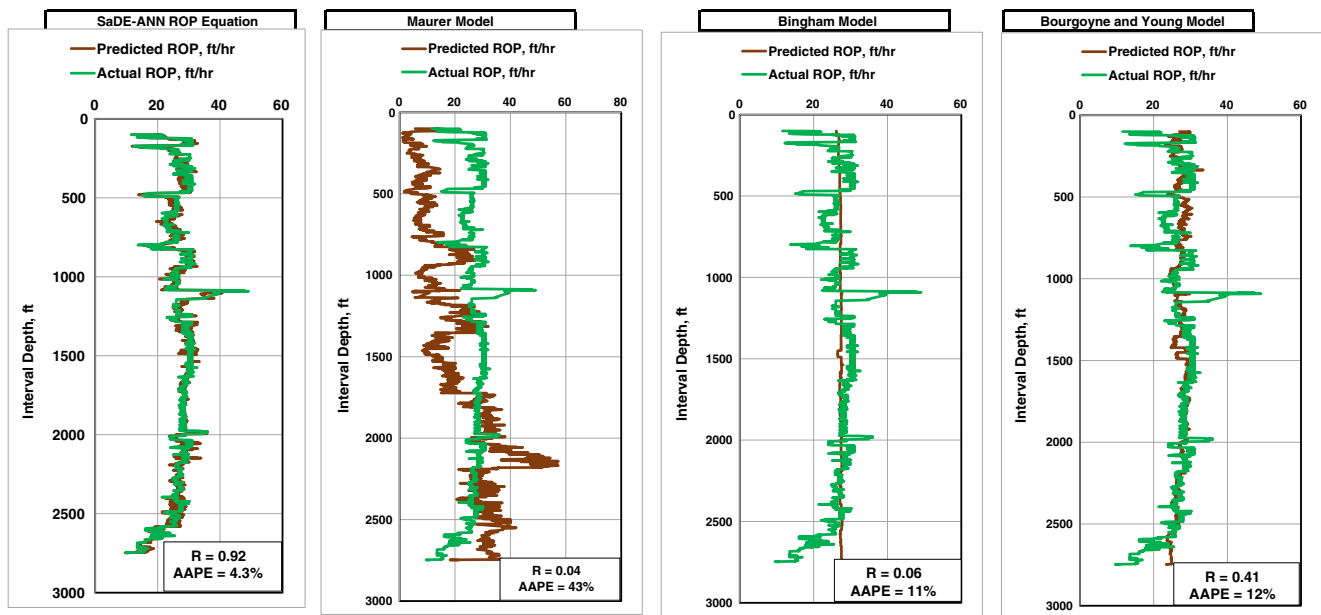 SaDE-ANN ROP Equation
Predicted ROP, ft/hr
Actual ROP, ft/hr
0 20 40 60
0
500
1000
1500
2000
2500
3000
Interval Depth, ft
R = 0.92
AAPE = 4.3%
Maurer Model
Predicted ROP, ft/hr
Actual ROP, ft/hr
0 20 40 60 80
0
500
1000
1500
2000
2500
3000
Interval Depth, ft
R = 0.04
AAPE = 43%
Bingham Model
Predicted ROP, ft/hr
Actual ROP, ft/hr
0 20 40 60
0
500
1000
1500
2000
2500
3000
Interval Depth, ft
R = 0.06
AAPE = 11%
Bourgoyne and Young Model
Predicted ROP, ft/hr
Actual ROP, ft/hr
0 20 40 60
0
500
1000
1500
2000
2500
3000
Interval Depth, ft
R = 0.41
AAPE = 12%